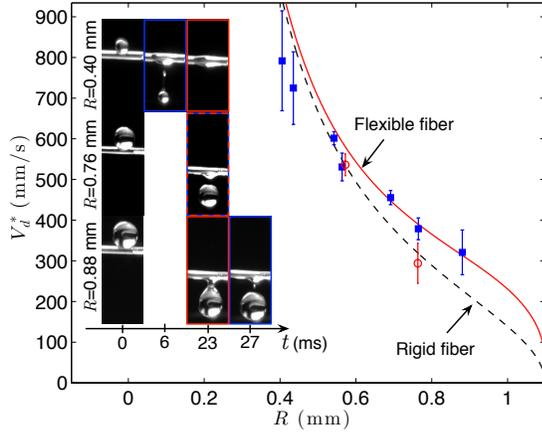 900
800
700
600
500
400
300
200
100
0
V_d^* (mm/s)
R=0.40 mm
R=0.76 mm
R=0.88 mm
Flexible fiber
Rigid fiber
0 6 23 27 t (ms)
0 0.2 0.4 0.6 0.8 1
R (mm)